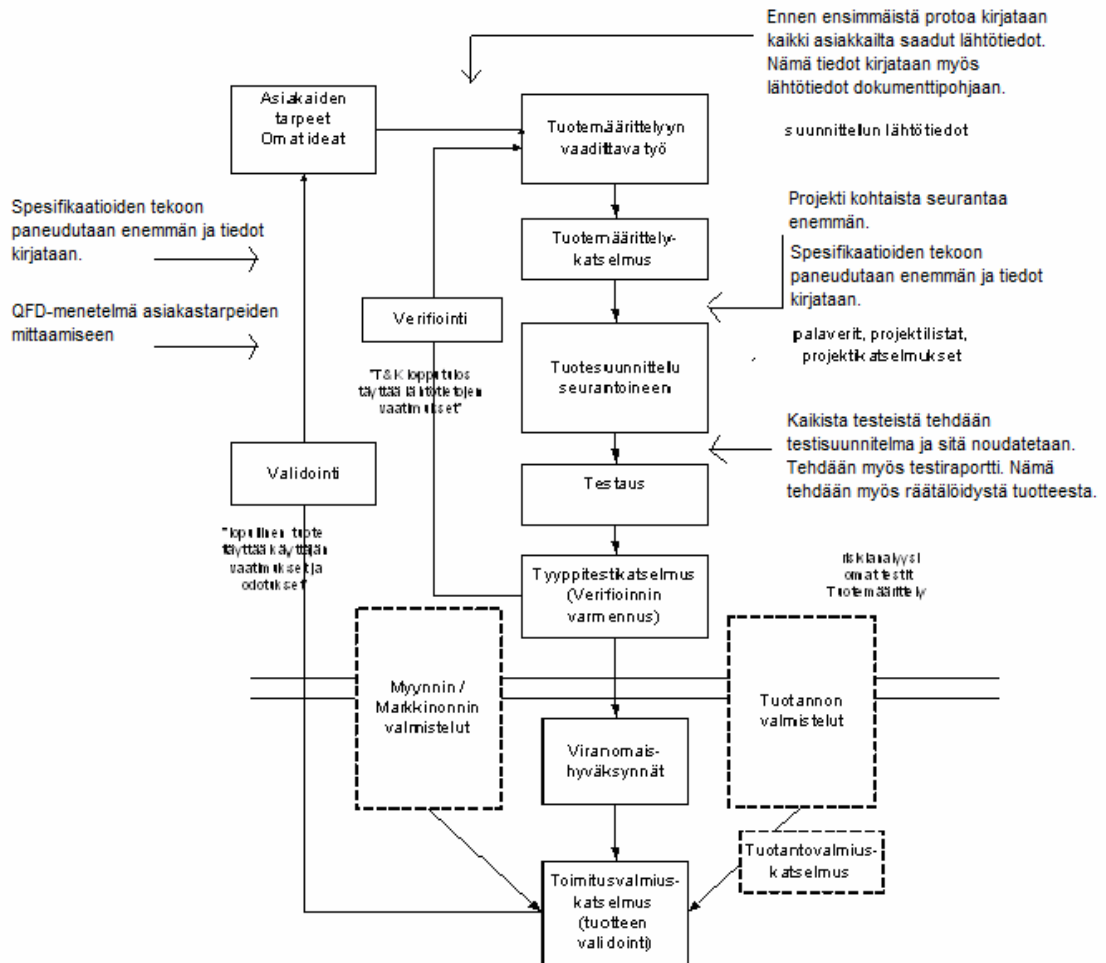 Ennen ensimmäistä protoa kirjataan
kaikki asiakkailta saadut lähtötiedot.
Nämä tiedot kirjataan myös
lähtötiedot dokumenttipohjaan.
Asiakaiden
tarpeet
Omat ideat
Tuotemäärittelyyn
vaadittava työ
suunnittelun lähtötiedot
Spesifikaatioiden tekoon
paneudutaan enemmän ja tiedot
kirjataan.
Projekti kohtaista seurantaa
enemmän.
Tuotemäärittely-
katselmus
Spesifikaatioiden tekoon
paneudutaan enemmän ja tiedot
kirjataan.
QFD-menetelmä asiakastarpeiden
mittaamiseen
Verifiointi
palaverit, projektilistat,
projektikatselmukset
Tuotesuunnittelu
seurantoineen
"T&K lopputulos
täyttää lähtötietojen
vaatimukset"
Kaikista testeistä tehdään
testisuunnitelma ja sitä noudatetaan.
Tehdään myös testiraportti. Nämä
tehdään myös räätälöidystä tuotteesta.
Validointi
Testaus
"lopullinen tuote
täyttää käyttäjän
vaatimukset ja
odotukset"
Tyyppitestikatselmus
(Verifioinnin
varmennus)
riskianalyysi
omat testit
Tuotemäärittely
Myynnin /
Markkinonnin
valmistelut
Tuotannon
valmistelut
Viranomais-
hyväksynnät
Tuotantovalmius-
katselmus
Toimitusvalmius-
katselmus
(tuotteen
validointi)